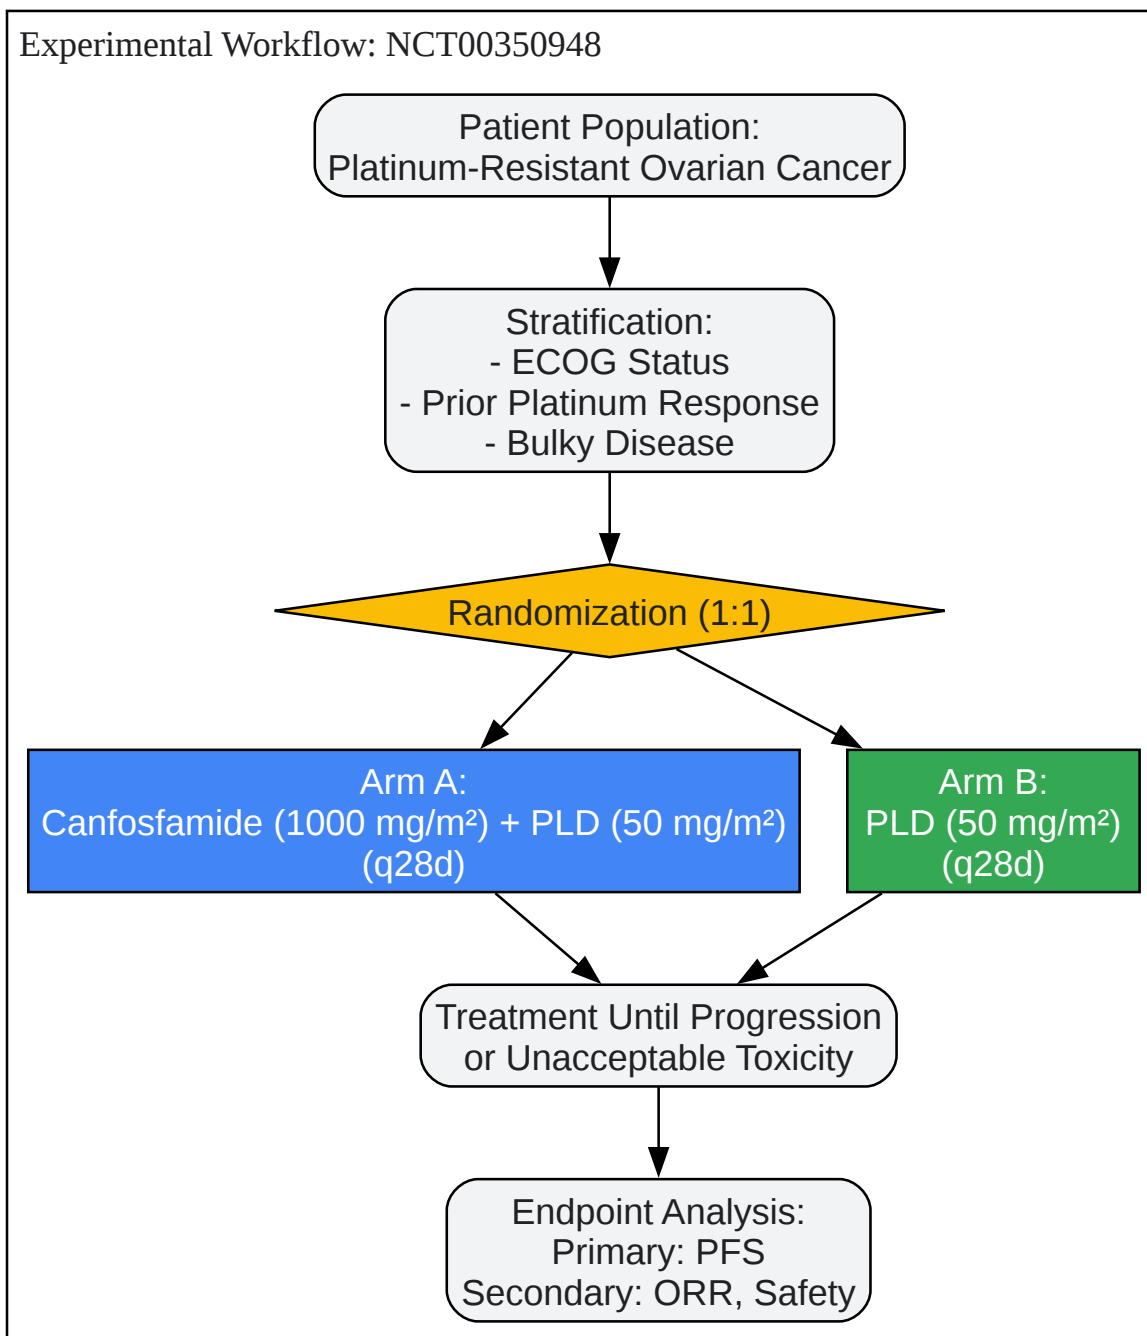 Experimental Workflow: NCT00350948
Patient Population:
Platinum-Resistant Ovarian Cancer
Stratification:
- ECOG Status
- Prior Platinum Response
- Bulky Disease
Randomization (1:1)
Arm A:
Canfosfamide (1000 mg/m²) + PLD (50 mg/m²)
(q28d)
Arm B:
PLD (50 mg/m²)
(q28d)
Treatment Until Progression
or Unacceptable Toxicity
Endpoint Analysis:
Primary: PFS
Secondary: ORR, Safety